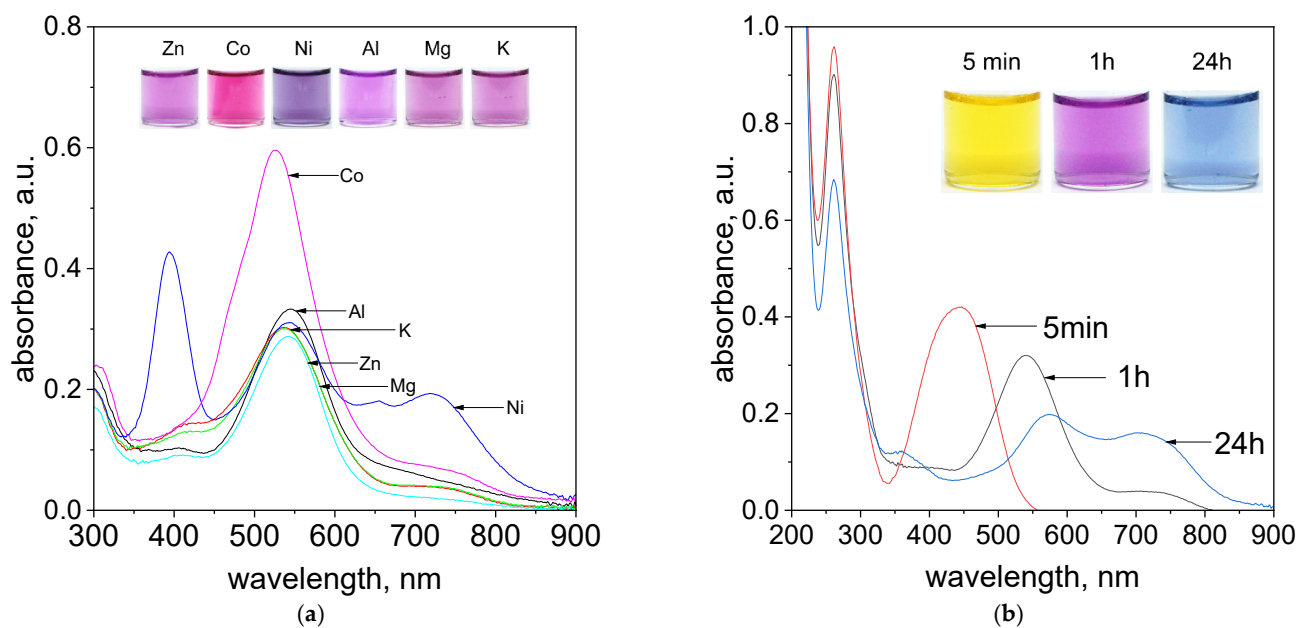 Zn Co Ni Al Mg K
Co
Al
K
Zn
Mg
Ni
0.8
0.6
0.4
0.2
0.0
300 400 500 600 700 800 900
absorbance, a.u.
wavelength, nm
(a)
5 min 1h 24h
5min
1h
24h
1.0
0.8
0.6
0.4
0.2
0.0
200 300 400 500 600 700 800 900
absorbance, a.u.
wavelength, nm
(b)